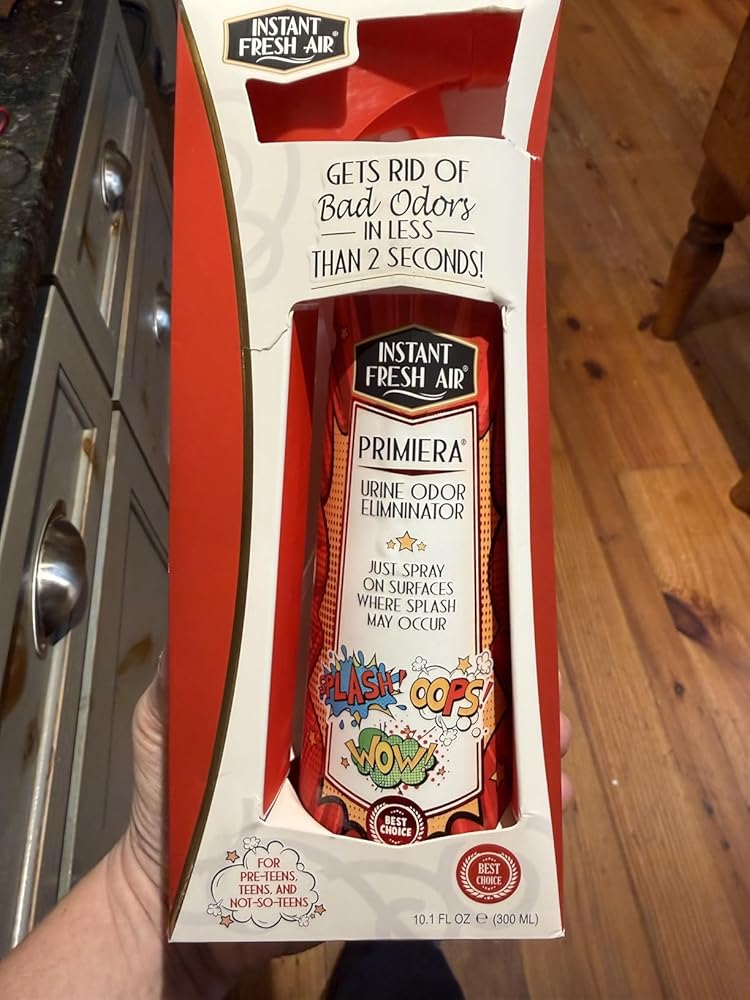 INSTANT
FRESH AIR®
GETS RID OF
Bad Odors
IN LESS
THAN 2 SECONDS!
INSTANT
FRESH AIR®
PRIMIERA®
URINE ODOR
ELIMNINATOR
JUST SPRAY
ON SURFACES
WHERE SPLASH
MAY OCCUR
SPLASH!
OOPS!
WOW!
BEST
CHOICE
FOR
PRE-TEENS,
TEENS, AND
NOT-SO-TEENS
BEST
CHOICE
10.1 FL OZ ℮ (300 ML)